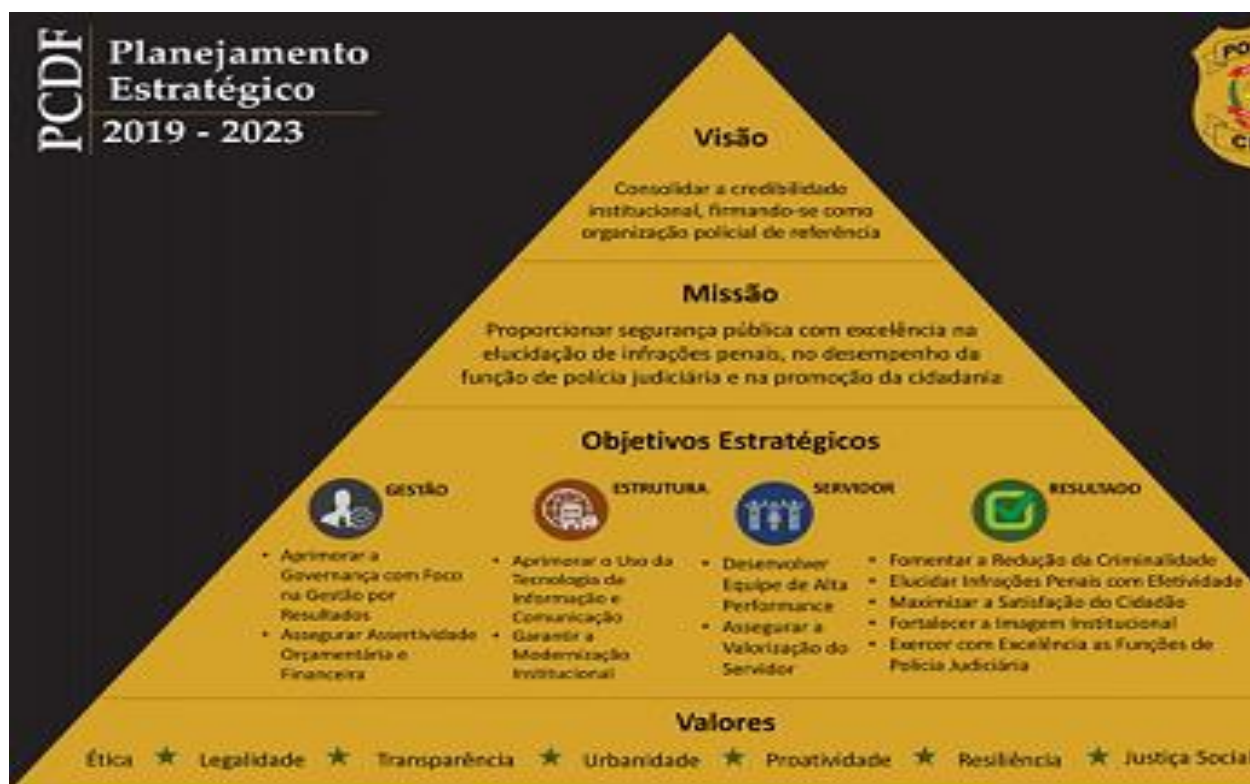 PCDF
Planejamento
Estratégico
2019 - 2023
Visão
Consolidar a credibilidade
institucional, firmando-se como
organização policial de referência
Missão
Proporcionar segurança pública com excelência na
elucidação de infrações penais, no desempenho da
função de polícia judiciária e na promoção da cidadania
Objetivos Estratégicos
GESTÃO
• Aprimorar a
Governança com Foco
na Gestão por
Resultados
• Assegurar Assertividade
Orçamentária e
Financeira
ESTRUTURA
• Aprimorar o Uso da
Tecnologia da
Informação e
Comunicação
• Garantir a
Modernização
Institucional
SERVIDOR
• Desenvolver
Equipe de Alta
Performance
• Assegurar a
Valorização do
Servidor
RESULTADO
• Fomentar a Redução da Criminalidade
• Elucidar Infrações Penais com Efetividade
• Maximizar a Satisfação do Cidadão
• Fortalecer a Imagem Institucional
• Exercer com Excelência as Funções de
Polícia Judiciária
Valores
Ética ★ Legalidade ★ Transparência ★ Urbanidade ★ Proatividade ★ Resiliência ★ Justiça Social